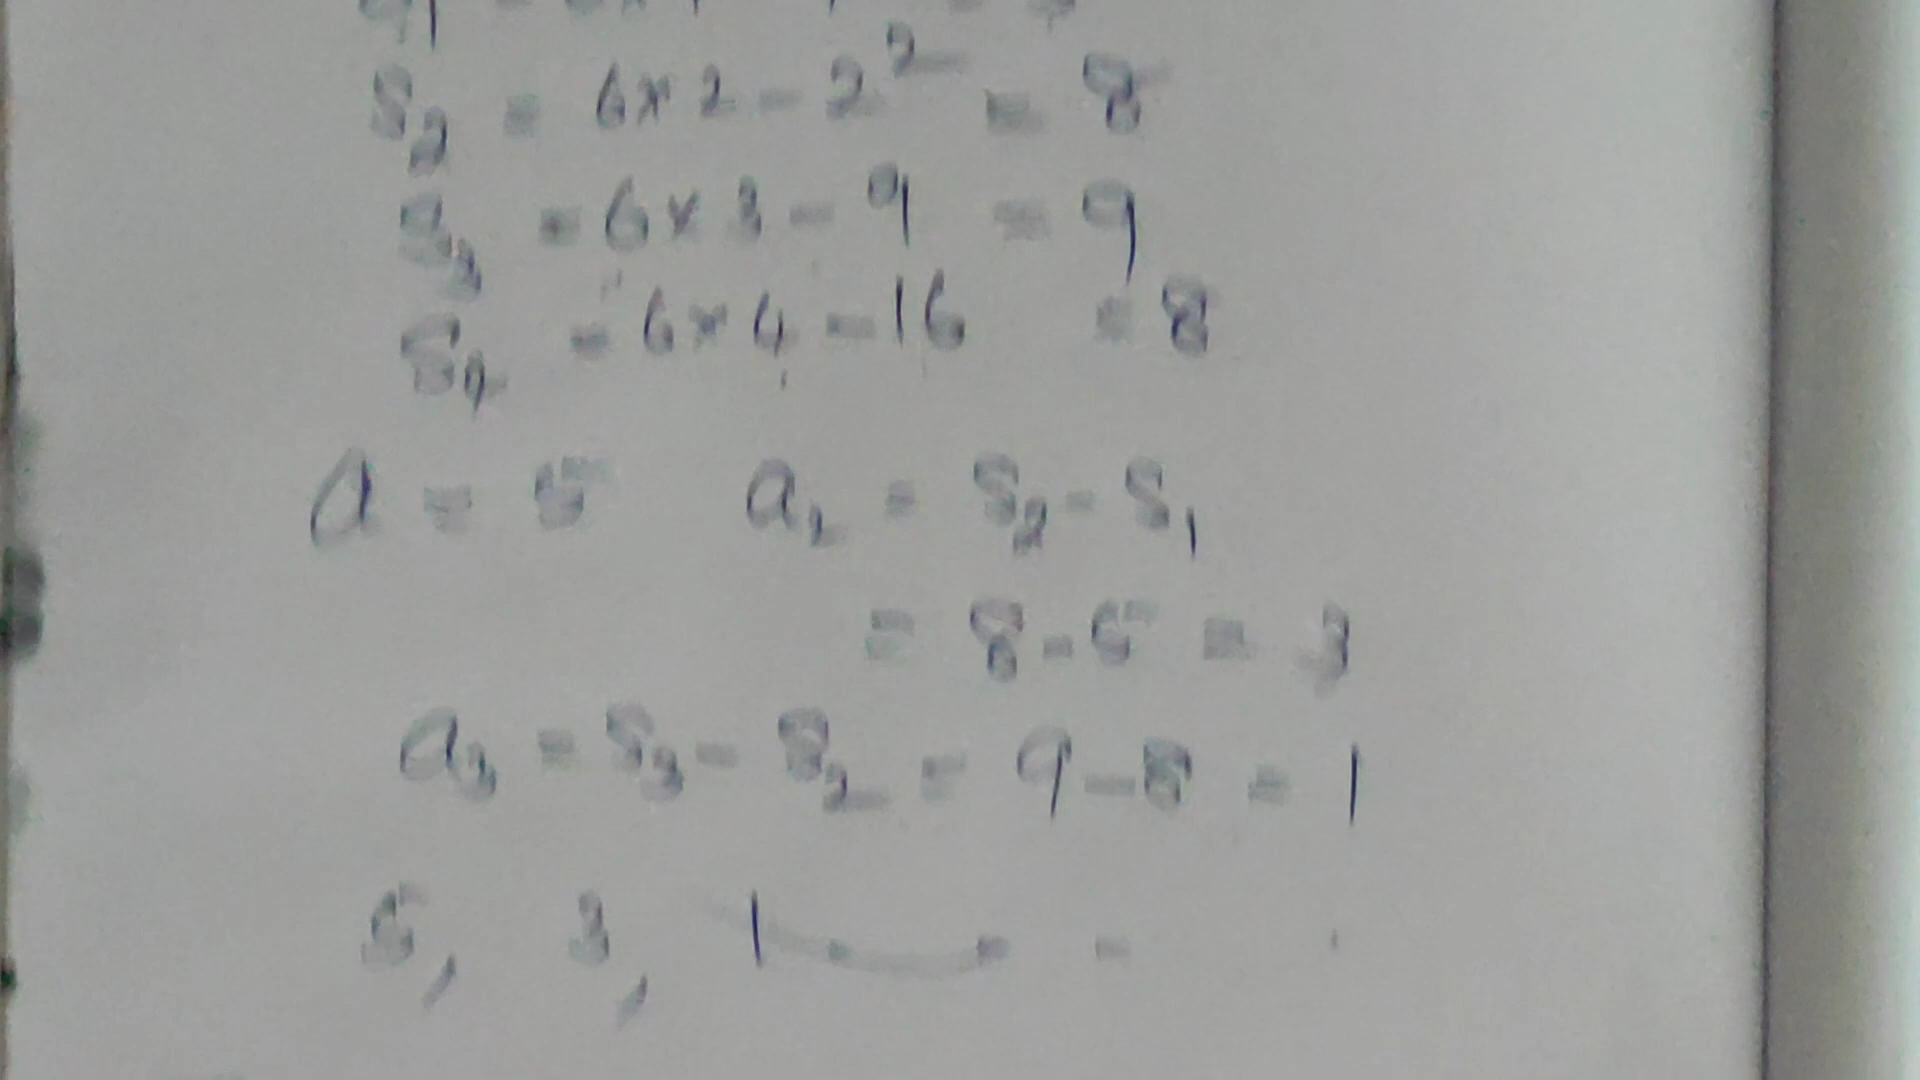 S₂ = 6×2 - 2² = 8
S₃ = 6×3 - 9 = 9
S₄ = 6×4 - 16 = 8
a = 5 a₂ = S₂ - S₁
= 8 - 5 = 3
a₃ = S₃ - S₂ = 9 - 8 = 1
5, 3, 1 - - -